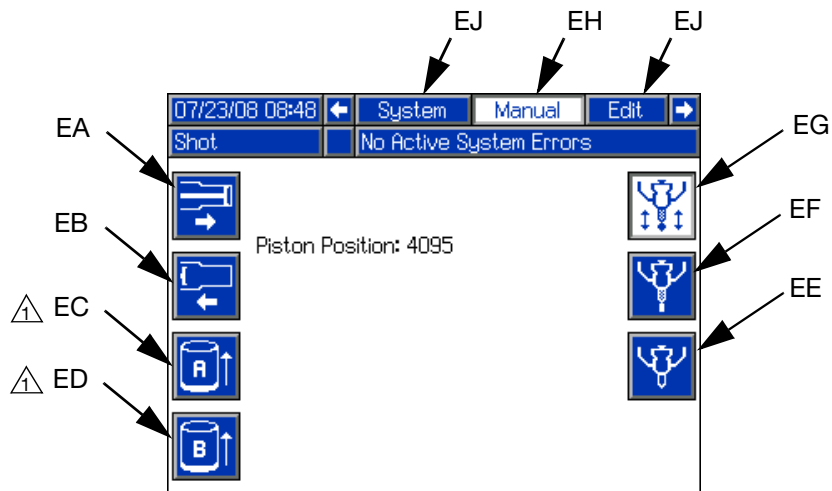 EJ EH EJ
07/23/08 08:48 System Manual Edit
Shot No Active System Errors
EA
EG
EB
Piston Position: 4095
EF
1 EC
A
EE
1 ED
B